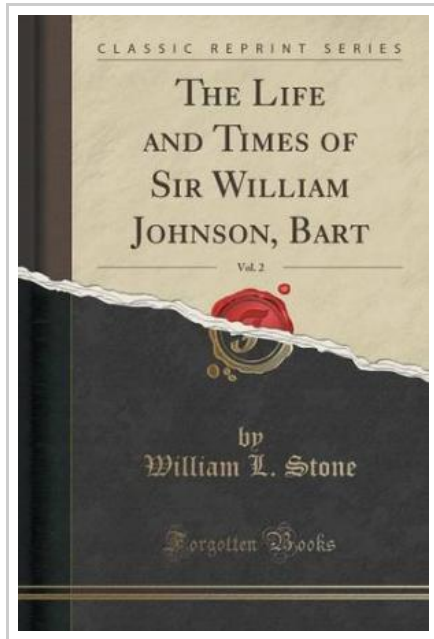 CLASSIC REPRINT SERIES
THE LIFE
AND TIMES OF
SIR WILLIAM
JOHNSON, BART
Vol. 2
by
William L. Stone
Forgotten Books